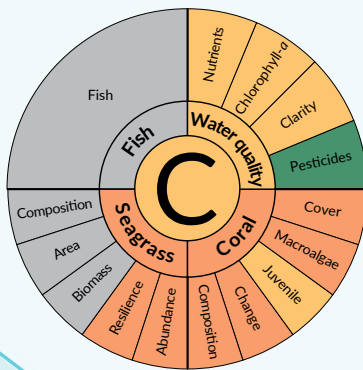 Fish
Nutrients
Chlorophyll-a
Clarity
Pesticides
Fish
Water quality
C
Seagrass
Coral
Composition
Area
Biomass
Resilience
Abundance
Composition
Change
Juvenile
Macroalgae
Cover